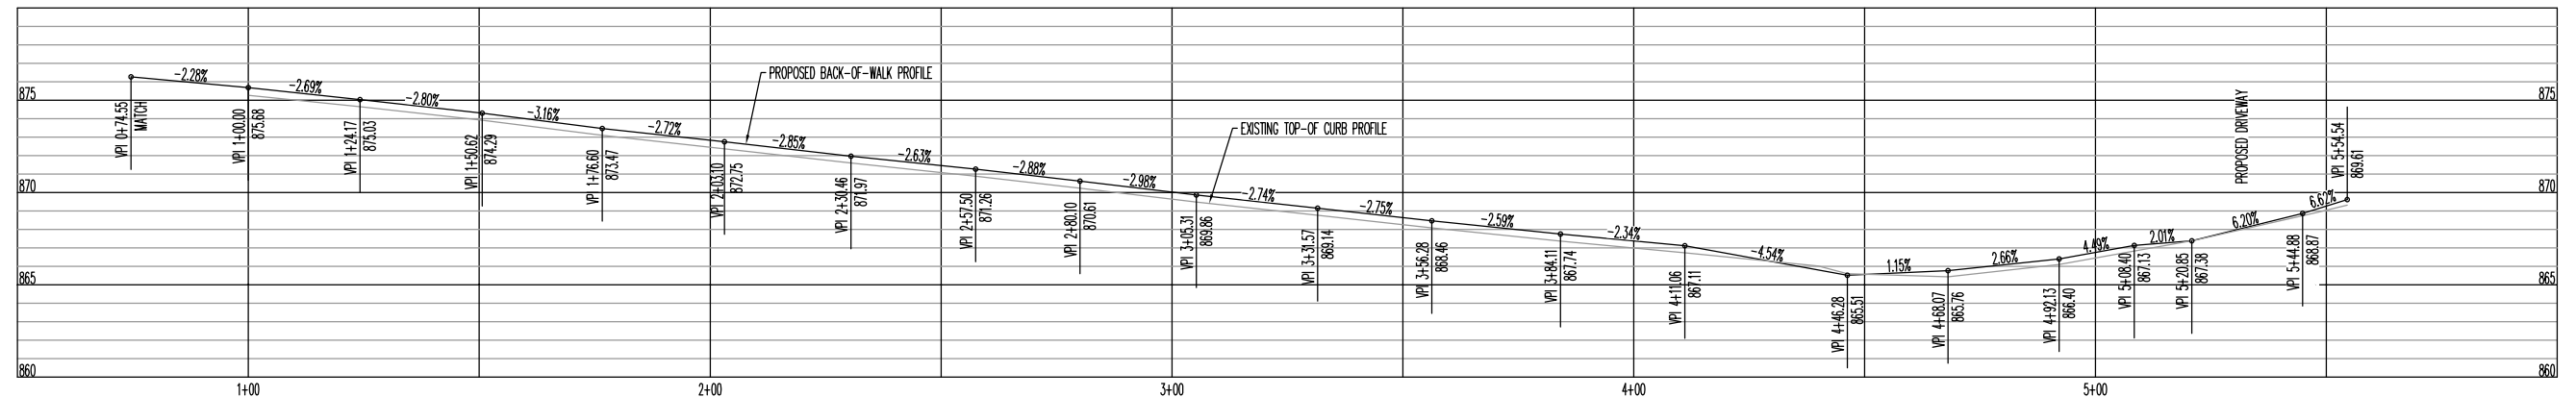 875
870
865
860
VPI 0+74.55
MATCH
-2.28%
VPI 1+00.00
875.68
-2.69%
VPI 1+24.17
875.03
-2.80%
VPI 1+50.62
874.29
-3.16%
VPI 1+76.60
873.47
-2.72%
VPI 2+03.10
872.75
PROPOSED BACK-OF-WALK PROFILE
-2.85%
VPI 2+30.46
871.97
-2.63%
VPI 2+57.50
871.26
-2.88%
VPI 2+80.10
870.61
-2.98%
VPI 3+05.31
869.86
EXISTING TOP-OF CURB PROFILE
-2.74%
VPI 3+31.57
869.14
-2.75%
VPI 3+56.28
868.46
-2.59%
VPI 3+84.11
867.74
-2.34%
VPI 4+11.06
867.11
-4.54%
VPI 4+46.28
865.51
1.15%
VPI 4+68.07
865.76
2.66%
VPI 4+92.13
866.40
4.49%
VPI 5+08.40
867.13
2.01%
VPI 5+20.85
867.38
PROPOSED DRIVEWAY
6.20%
VPI 5+44.88
868.87
6.62%
VPI 5+54.54
869.61
875
870
865
860
1+00
2+00
3+00
4+00
5+00